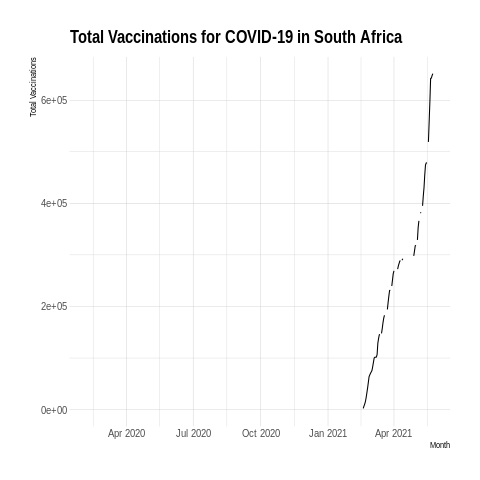 Total Vaccinations for COVID-19 in South Africa
Total Vaccinations
6e+05
4e+05
2e+05
0e+00
Apr 2020 Jul 2020 Oct 2020 Jan 2021 Apr 2021
Month